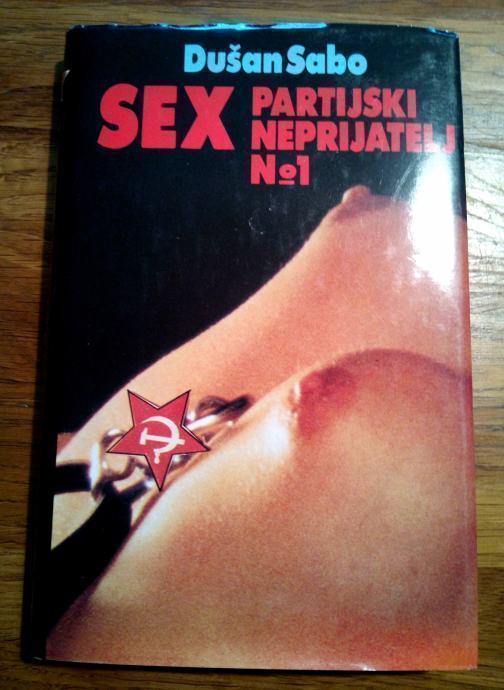 Dušan Sabo
SEX PARTIJSKI
NEPRIJATELJ
№1